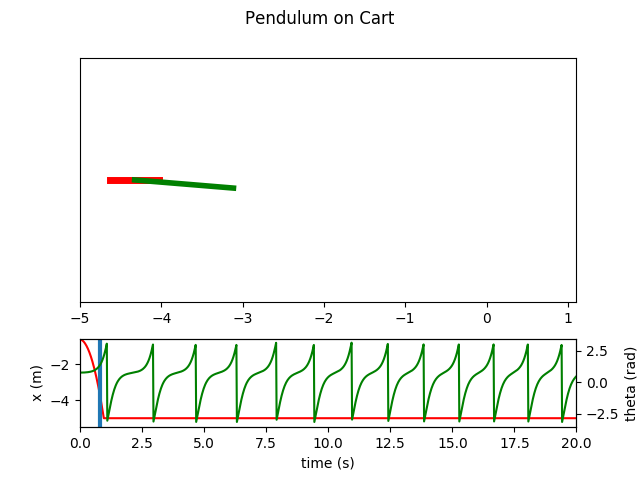 Pendulum on Cart
−5 −4 −3 −2 −1 0 1
−2
−4
x (m)
2.5
0.0
−2.5
theta (rad)
0.0 2.5 5.0 7.5 10.0 12.5 15.0 17.5 20.0
time (s)